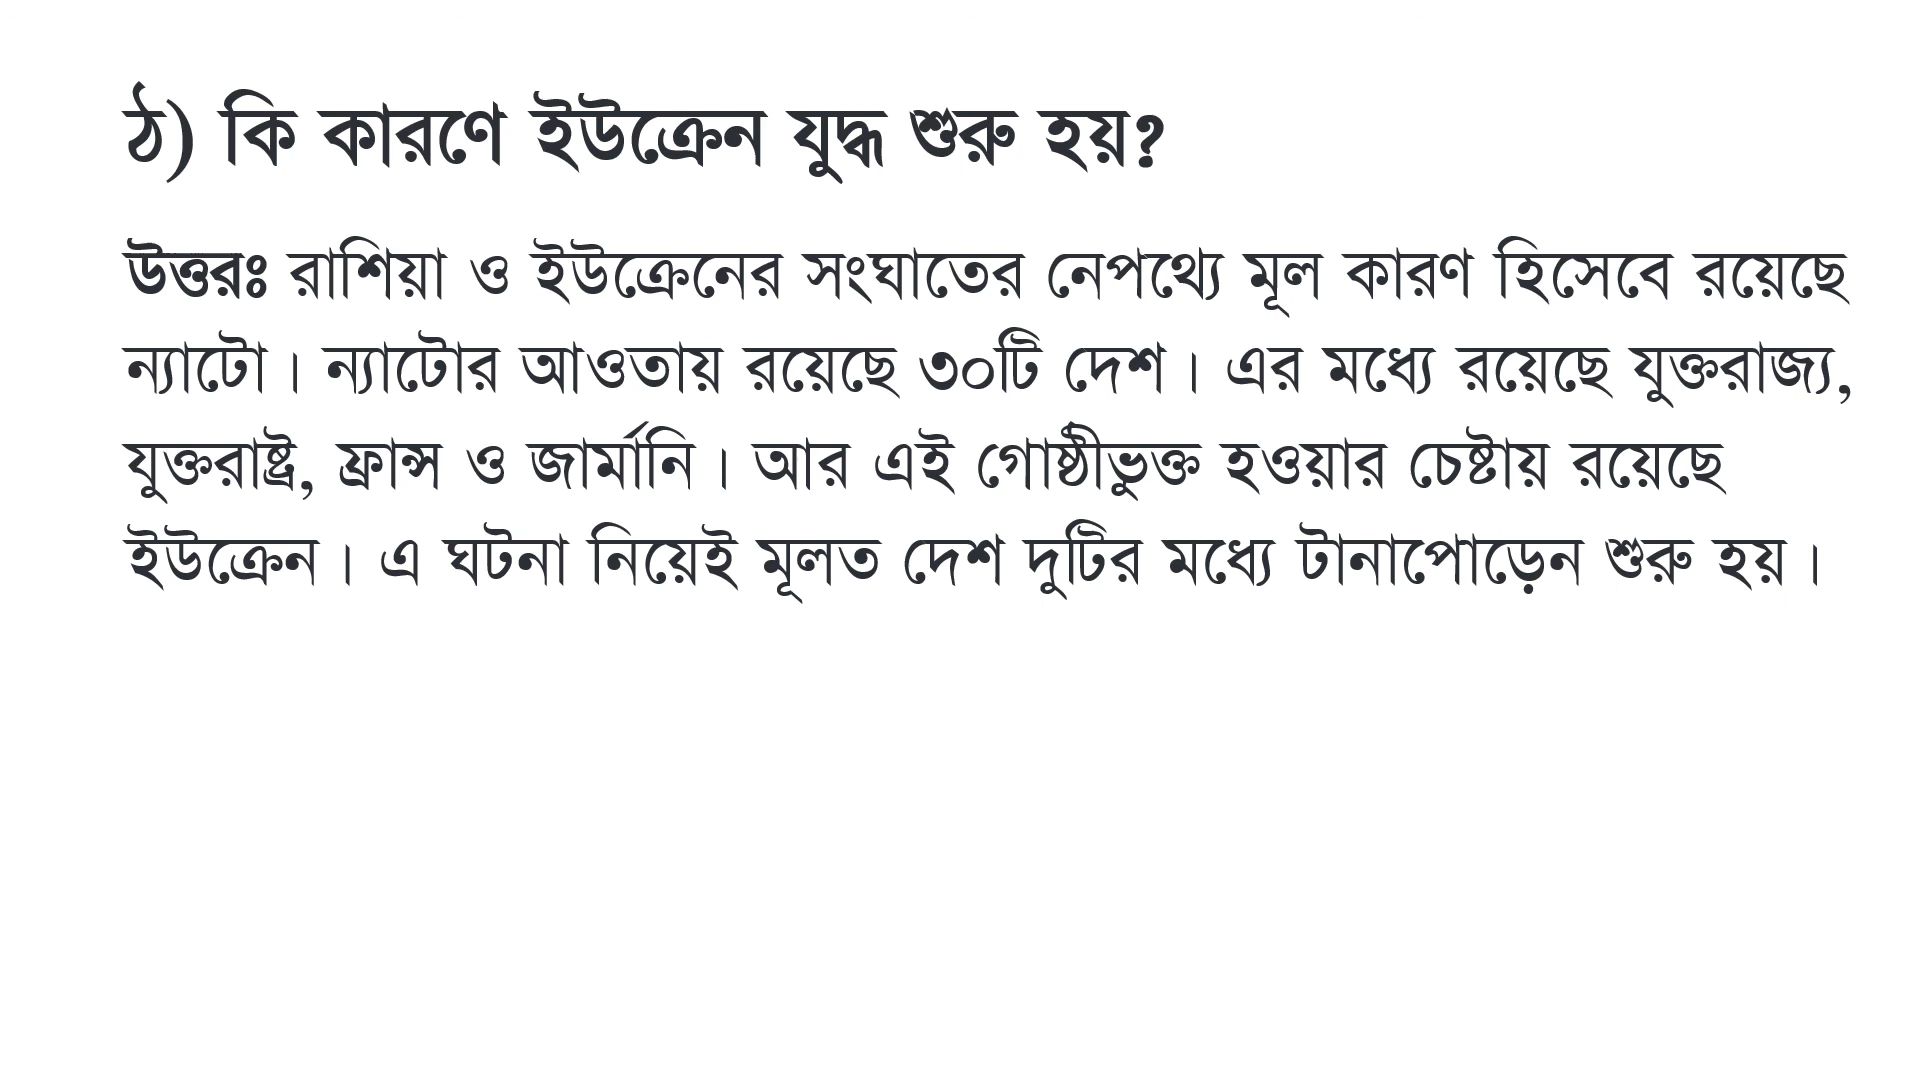 ঠ) কি কারণে ইউক্রেন যুদ্ধ শুরু হয়?
উত্তরঃ রাশিয়া ও ইউক্রেনের সংঘাতের নেপথ্যে মূল কারণ হিসেবে রয়েছে
ন্যাটো। ন্যাটোর আওতায় রয়েছে ৩০টি দেশ। এর মধ্যে রয়েছে যুক্তরাজ্য,
যুক্তরাষ্ট্র, ফ্রান্স ও জার্মানি। আর এই গোষ্ঠীভুক্ত হওয়ার চেষ্টায় রয়েছে
ইউক্রেন। এ ঘটনা নিয়েই মূলত দেশ দুটির মধ্যে টানাপোড়েন শুরু হয়।